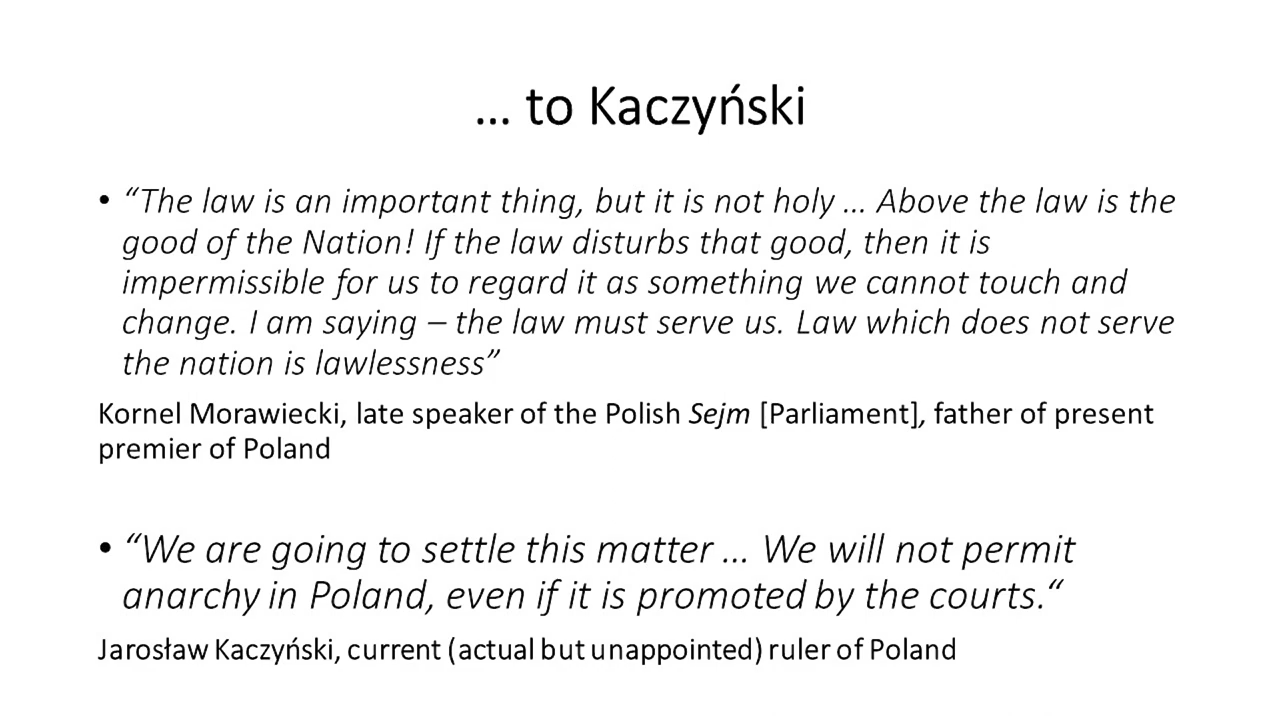 … to Kaczyński
• “The law is an important thing, but it is not holy … Above the law is the
good of the Nation! If the law disturbs that good, then it is
impermissible for us to regard it as something we cannot touch and
change. I am saying – the law must serve us. Law which does not serve
the nation is lawlessness”
Kornel Morawiecki, late speaker of the Polish Sejm [Parliament], father of present
premier of Poland
• “We are going to settle this matter … We will not permit
anarchy in Poland, even if it is promoted by the courts.“
Jarosław Kaczyński, current (actual but unappointed) ruler of Poland